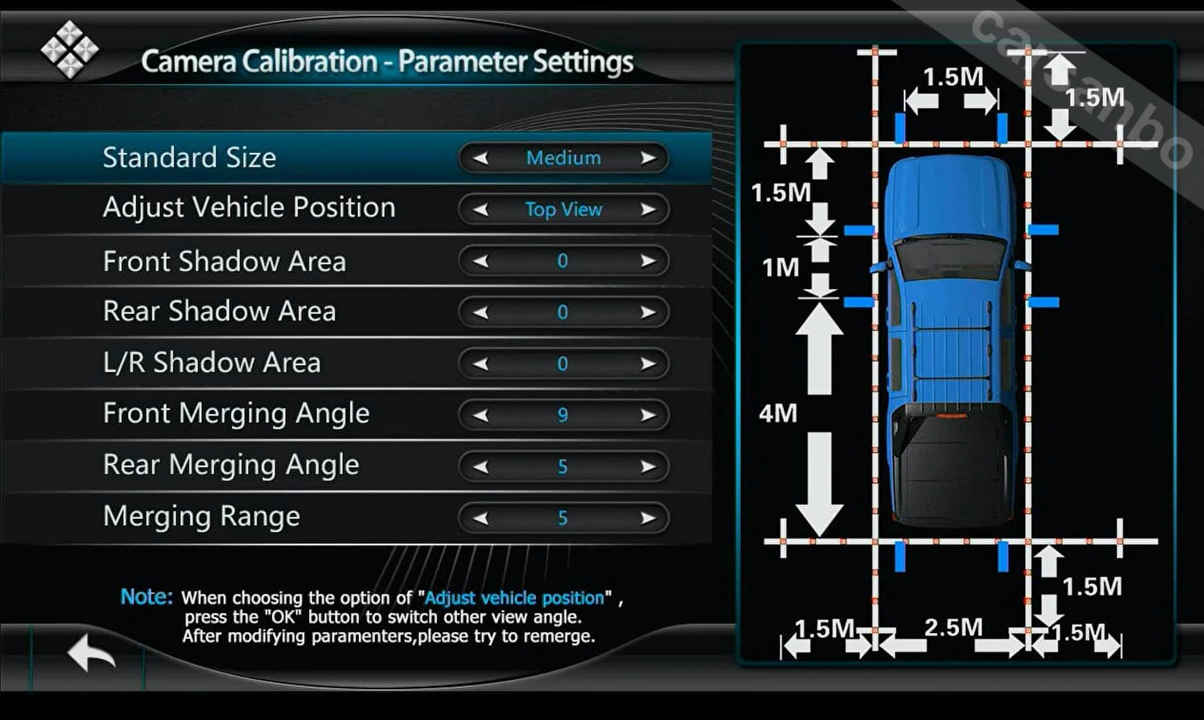 Camera Calibration - Parameter Settings
Standard Size Medium
Adjust Vehicle Position Top View
Front Shadow Area 0
Rear Shadow Area 0
L/R Shadow Area 0
Front Merging Angle 9
Rear Merging Angle 5
Merging Range 5
Note: When choosing the option of "Adjust vehicle position" ,
press the "OK" button to switch other view angle.
After modifying paramenters,please try to remerge.
1.5M
1.5M
1.5M
1M
4M
1.5M
1.5M
2.5M
1.5M
carsanbo